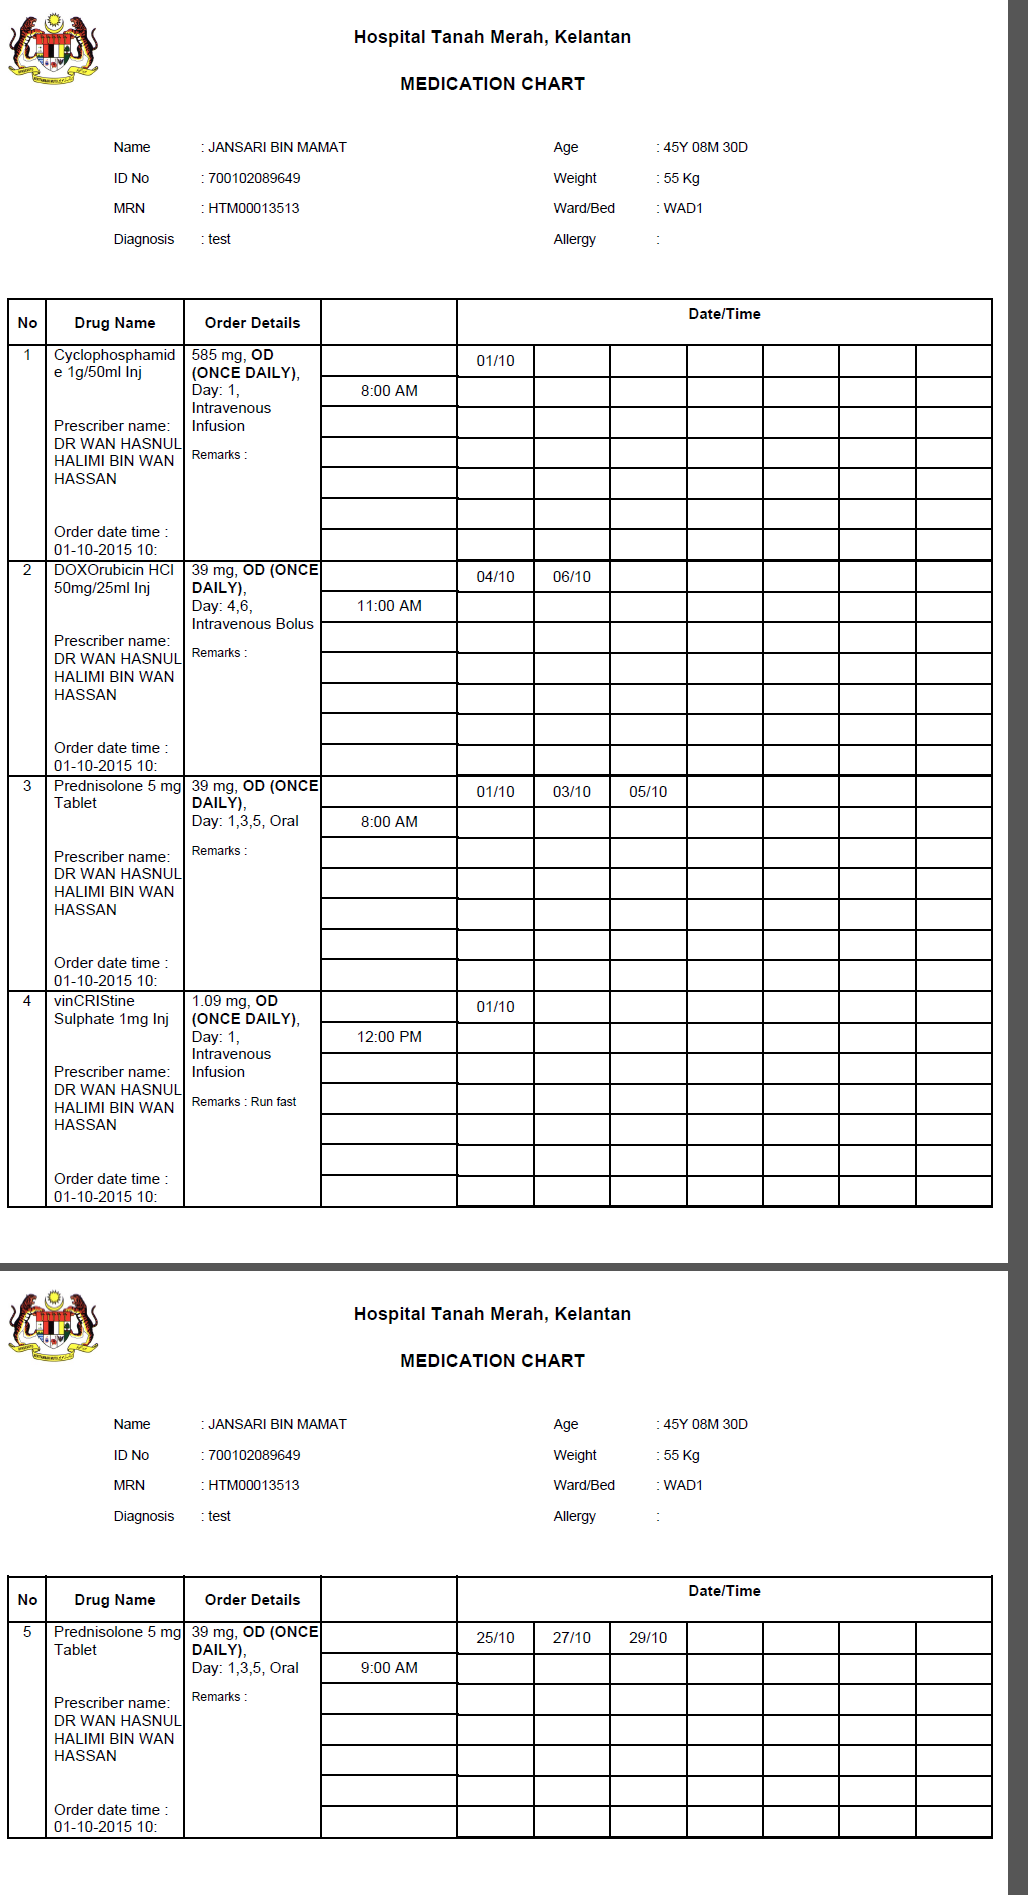 Hospital Tanah Merah, Kelantan
MEDICATION CHART
Name : JANSARI BIN MAMAT Age : 45Y 08M 30D
ID No : 700102089649 Weight : 55 Kg
MRN : HTM00013513 Ward/Bed : WAD1
Diagnosis : test Allergy :
No Drug Name Order Details Date/Time
1
Cyclophosphamid
e 1g/50ml Inj
Prescriber name:
DR WAN HASNUL
HALIMI BIN WAN
HASSAN
Order date time :
01-10-2015 10:
585 mg, OD
(ONCE DAILY),
Day: 1,
Intravenous
Infusion
Remarks :
01/10
8:00 AM
2
DOXOrubicin HCl
50mg/25ml Inj
Prescriber name:
DR WAN HASNUL
HALIMI BIN WAN
HASSAN
Order date time :
01-10-2015 10:
39 mg, OD (ONCE
DAILY),
Day: 4,6,
Intravenous Bolus
Remarks :
04/10 06/10
11:00 AM
3
Prednisolone 5 mg
Tablet
Prescriber name:
DR WAN HASNUL
HALIMI BIN WAN
HASSAN
Order date time :
01-10-2015 10:
39 mg, OD (ONCE
DAILY),
Day: 1,3,5, Oral
Remarks :
01/10 03/10 05/10
8:00 AM
4
vinCRIStine
Sulphate 1mg Inj
Prescriber name:
DR WAN HASNUL
HALIMI BIN WAN
HASSAN
Order date time :
01-10-2015 10:
1.09 mg, OD
(ONCE DAILY),
Day: 1,
Intravenous
Infusion
Remarks : Run fast
01/10
12:00 PM
Hospital Tanah Merah, Kelantan
MEDICATION CHART
Name : JANSARI BIN MAMAT Age : 45Y 08M 30D
ID No : 700102089649 Weight : 55 Kg
MRN : HTM00013513 Ward/Bed : WAD1
Diagnosis : test Allergy :
No Drug Name Order Details Date/Time
5
Prednisolone 5 mg
Tablet
Prescriber name:
DR WAN HASNUL
HALIMI BIN WAN
HASSAN
Order date time :
01-10-2015 10:
39 mg, OD (ONCE
DAILY),
Day: 1,3,5, Oral
Remarks :
25/10 27/10 29/10
9:00 AM